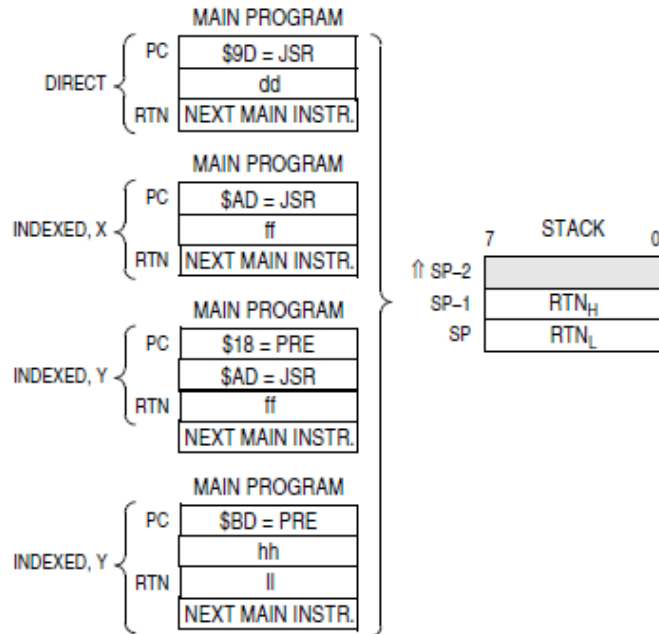 MAIN PROGRAM
PC $9D = JSR
DIRECT dd
RTN NEXT MAIN INSTR.
MAIN PROGRAM
PC $AD = JSR
INDEXED, X ff
RTN NEXT MAIN INSTR.
MAIN PROGRAM
PC $18 = PRE
INDEXED, Y $AD = JSR
RTN ff
NEXT MAIN INSTR.
MAIN PROGRAM
PC $BD = PRE
INDEXED, Y hh
RTN ll
NEXT MAIN INSTR.
7 STACK 0
⇑ SP–2
SP–1 RTNH
SP RTNL